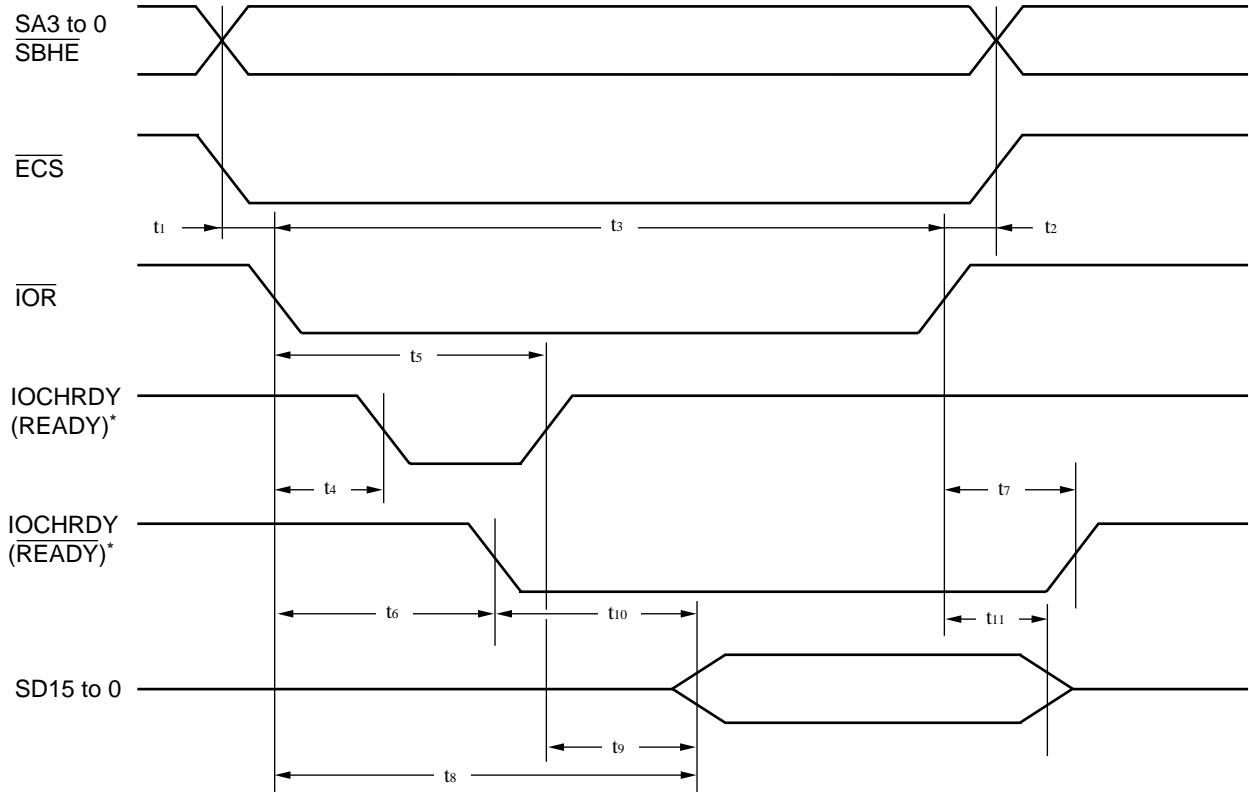 SA3 to 0
SBHE
ECS
t1
t3
t2
IOR
t5
IOCHRDY
(READY)*
t4
t7
IOCHRDY
(READY)*
t6
t10
t11
SD15 to 0
t9
t8